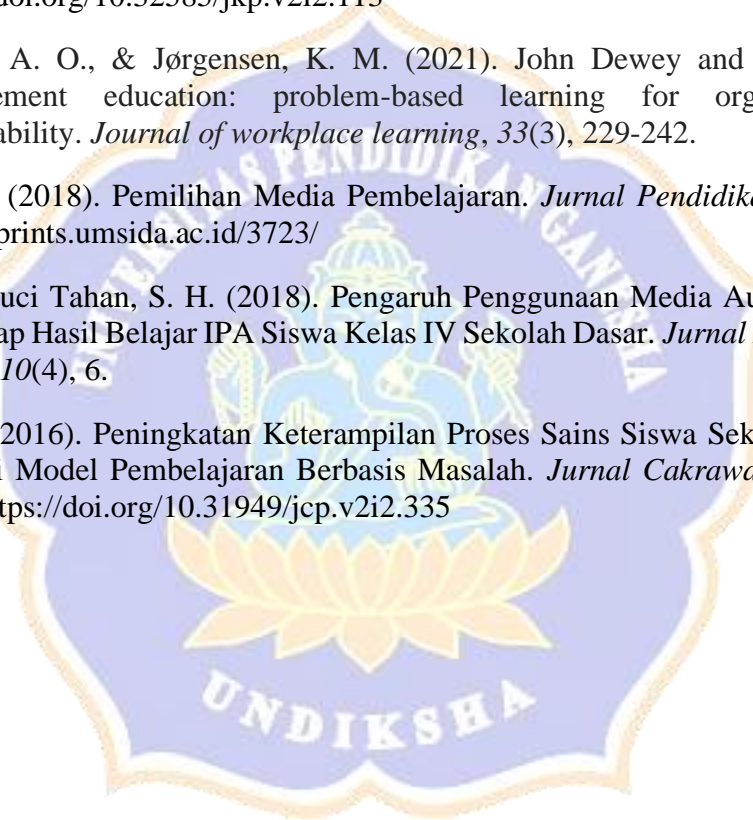 doi.org/10.32585/jkp.v2i2.113
A. O., & Jørgensen, K. M. (2021). John Dewey and
ement education: problem-based learning for org
ability. Journal of workplace learning, 33(3), 229-242.
(2018). Pemilihan Media Pembelajaran. Jurnal Pendidika
prints.umsida.ac.id/3723/
uci Tahan, S. H. (2018). Pengaruh Penggunaan Media Au
ap Hasil Belajar IPA Siswa Kelas IV Sekolah Dasar. Jurnal
10(4), 6.
2016). Peningkatan Keterampilan Proses Sains Siswa Sek
i Model Pembelajaran Berbasis Masalah. Jurnal Cakrawa
tps://doi.org/10.31949/jcp.v2i2.335
UNIVERSITAS PENDIDIKAN GANESHA
UNDIKSHA